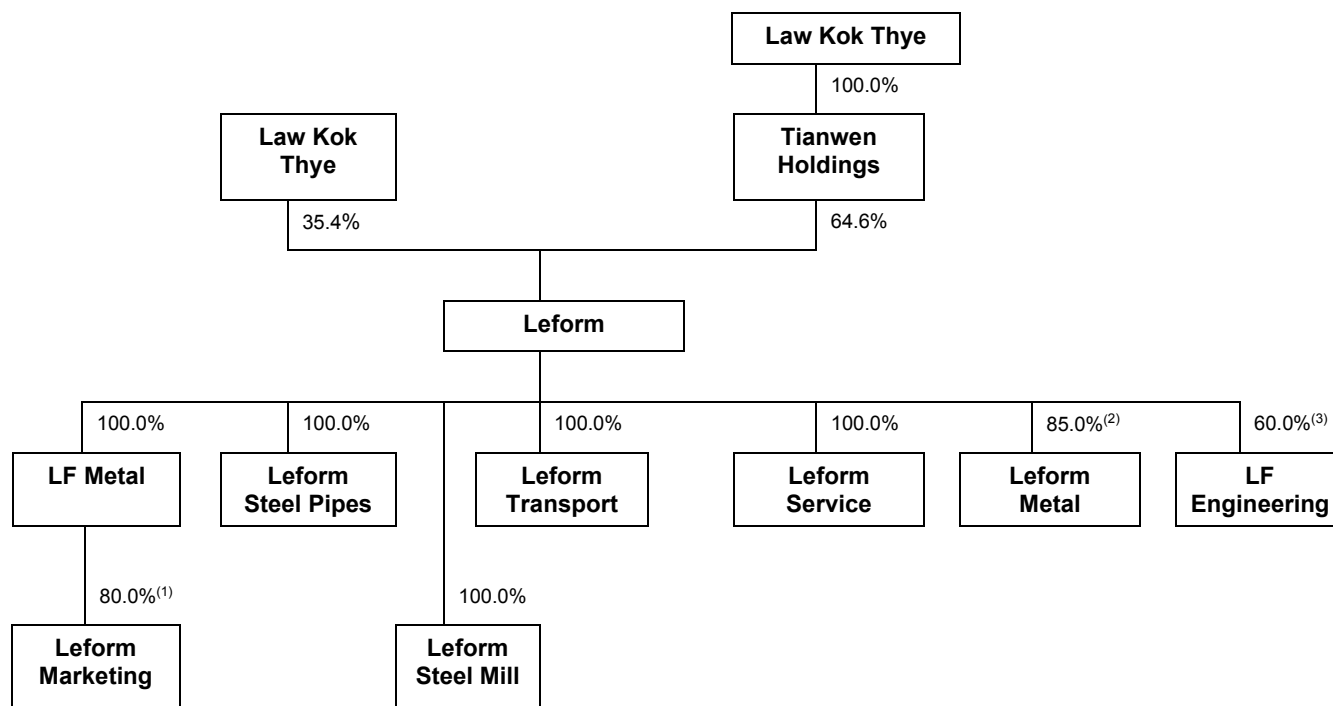 Law Kok Thye
100.0%
Law Kok
Thye
Tianwen
Holdings
35.4%
64.6%
Leform
100.0%
100.0%
100.0%
100.0%
85.0%(2)
60.0%(3)
LF Metal
Leform
Steel Pipes
Leform
Transport
Leform
Service
Leform
Metal
LF
Engineering
80.0%(1)
100.0%
Leform
Marketing
Leform
Steel Mill